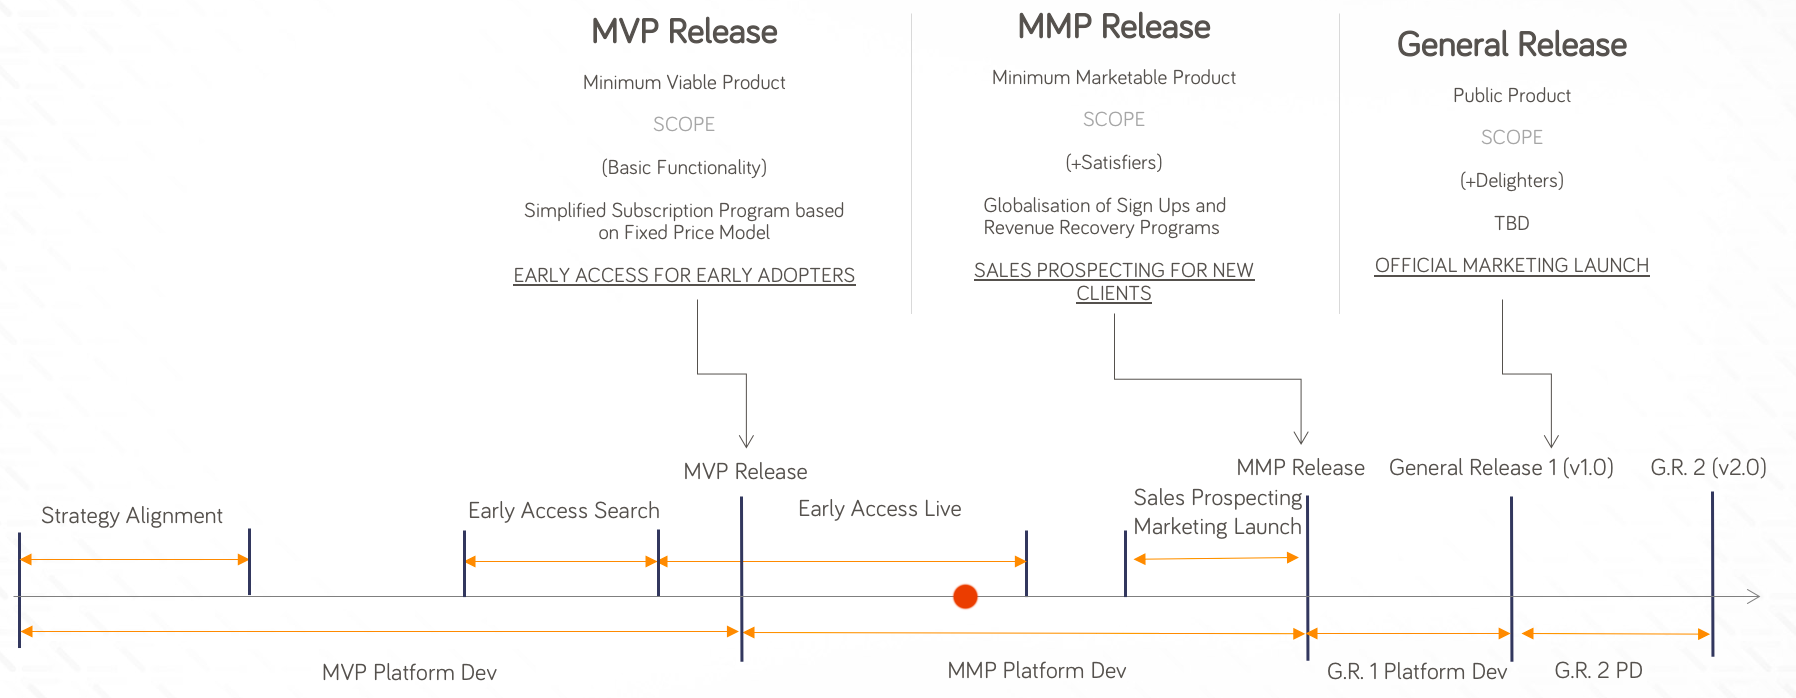 MVP Release
Minimum Viable Product
SCOPE
(Basic Functionality)
Simplified Subscription Program based
on Fixed Price Model
EARLY ACCESS FOR EARLY ADOPTERS
MMP Release
Minimum Marketable Product
SCOPE
(+Satisfiers)
Globalisation of Sign Ups and
Revenue Recovery Programs
SALES PROSPECTING FOR NEW
CLIENTS
General Release
Public Product
SCOPE
(+Delighters)
TBD
OFFICIAL MARKETING LAUNCH
MVP Release
MMP Release
General Release 1 (v1.0)
G.R. 2 (v2.0)
Strategy Alignment
Early Access Search
Early Access Live
Sales Prospecting
Marketing Launch
MVP Platform Dev
MMP Platform Dev
G.R. 1 Platform Dev
G.R. 2 PD